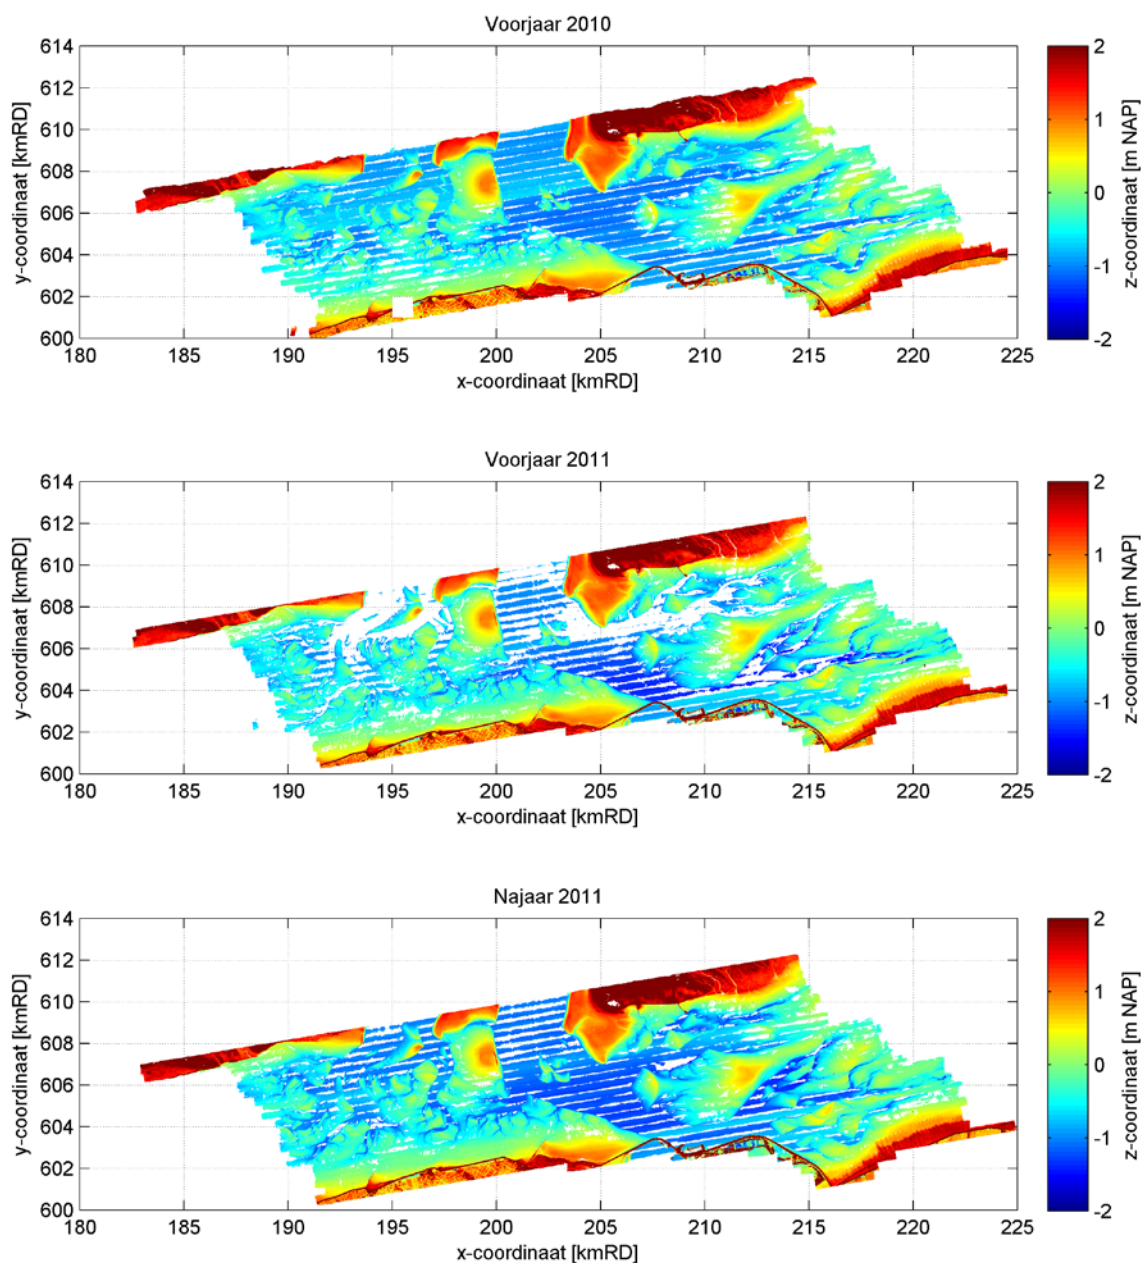 Voorjaar 2010
614
612
610
608
606
604
602
600
y-coordinaat [kmRD]
180 185 190 195 200 205 210 215 220 225
x-coordinaat [kmRD]
2
1
0
-1
-2
z-coordinaat [m NAP]
Voorjaar 2011
614
612
610
608
606
604
602
600
y-coordinaat [kmRD]
180 185 190 195 200 205 210 215 220 225
x-coordinaat [kmRD]
2
1
0
-1
-2
z-coordinaat [m NAP]
Najaar 2011
614
612
610
608
606
604
602
600
y-coordinaat [kmRD]
180 185 190 195 200 205 210 215 220 225
x-coordinaat [kmRD]
2
1
0
-1
-2
z-coordinaat [m NAP]